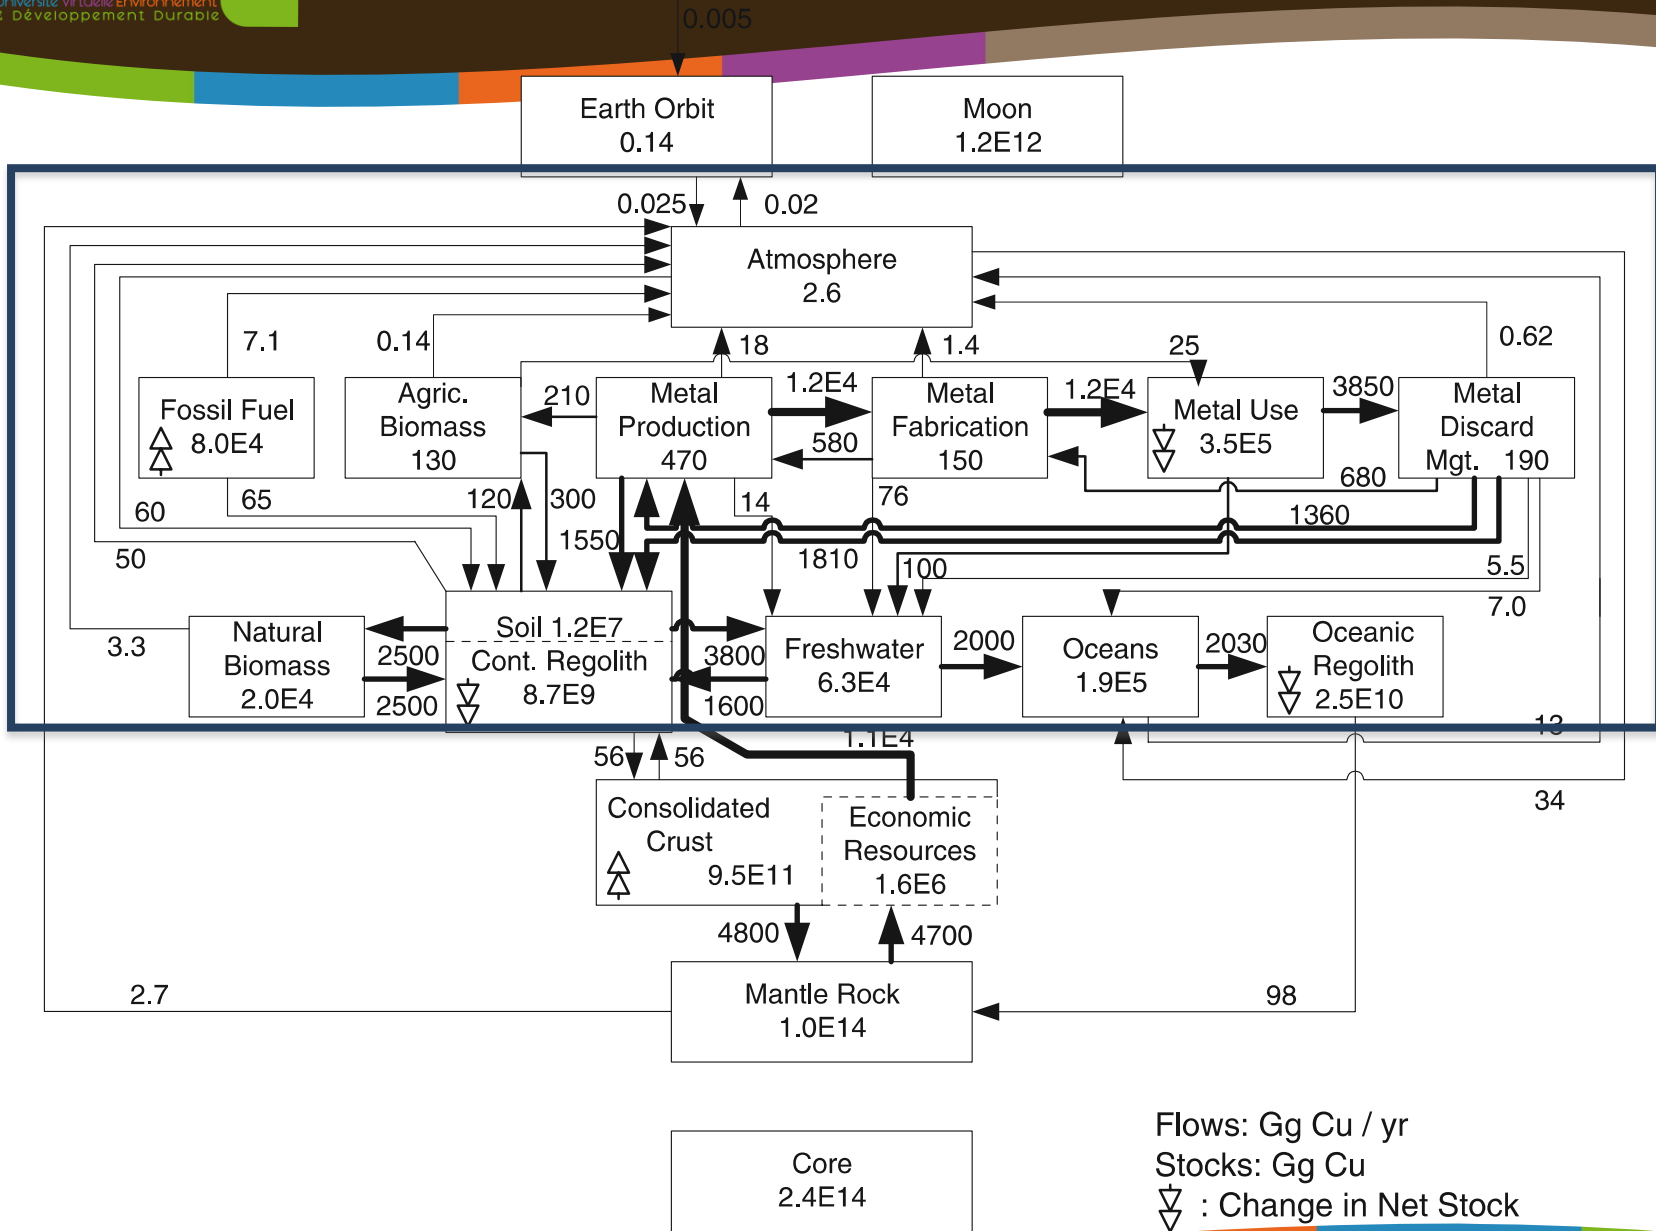 Université Virtuelle Environnement
& Développement Durable
0.005
Earth Orbit
0.14
Moon
1.2E12
0.025
0.02
Atmosphere
2.6
7.1
0.14
18
1.4
25
0.62
Fossil Fuel
8.0E4
Agric.
Biomass
130
210
Metal
Production
470
1.2E4
580
Metal
Fabrication
150
1.2E4
Metal Use
3.5E5
3850
Metal
Discard
Mgt. 190
680
65
60
50
120
300
1550
14
76
1810
100
1360
5.5
7.0
3.3
Natural
Biomass
2.0E4
2500
2500
Soil 1.2E7
Cont. Regolith
8.7E9
3800
1600
Freshwater
6.3E4
2000
Oceans
1.9E5
2030
Oceanic
Regolith
2.5E10
13
1.1E4
56
56
34
Consolidated
Crust
9.5E11
Economic
Resources
1.6E6
4800
4700
2.7
Mantle Rock
1.0E14
98
Core
2.4E14
Flows: Gg Cu / yr
Stocks: Gg Cu
: Change in Net Stock